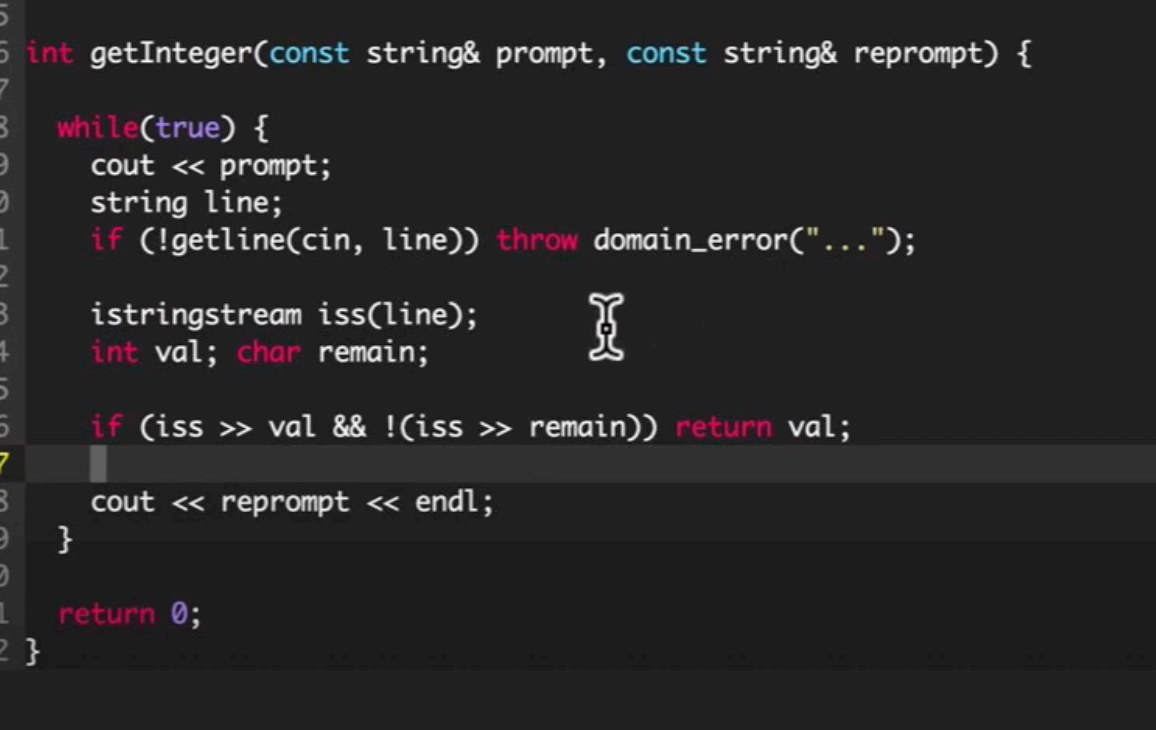 5
6 int getInteger(const string& prompt, const string& reprompt) {
7
8 while(true) {
9 cout << prompt;
0 string line;
1 if (!getline(cin, line)) throw domain_error("...");
2
3 istringstream iss(line);
4 int val; char remain;
5
6 if (iss >> val && !(iss >> remain)) return val;
7
8 cout << reprompt << endl;
9 }
0
1 return 0;
2 }